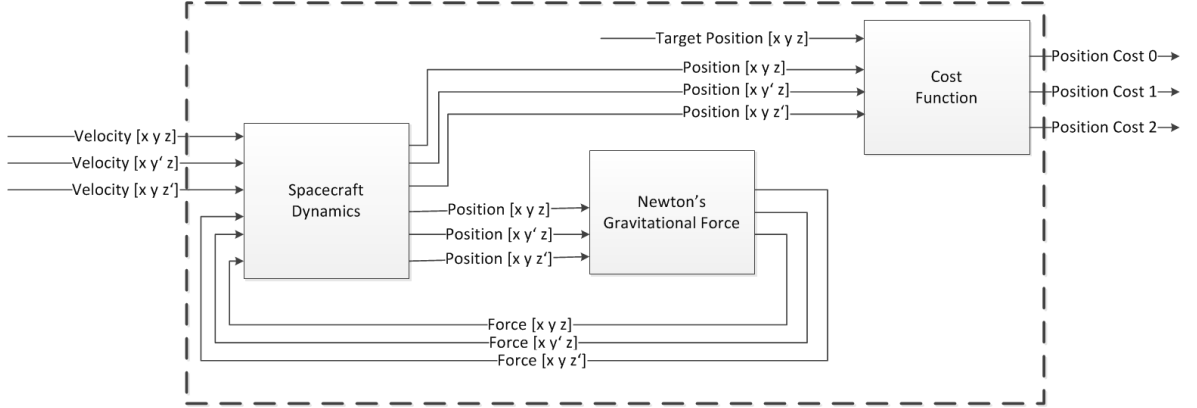 Target Position [x y z]
Position [x y z]
Position [x y‘ z]
Position [x y z‘]
Cost
Function
Position Cost 0
Position Cost 1
Position Cost 2
Velocity [x y z]
Velocity [x y‘ z]
Velocity [x y z‘]
Spacecraft
Dynamics
Position [x y z]
Position [x y‘ z]
Position [x y z‘]
Newton’s
Gravitational Force
Force [x y z]
Force [x y‘ z]
Force [x y z‘]